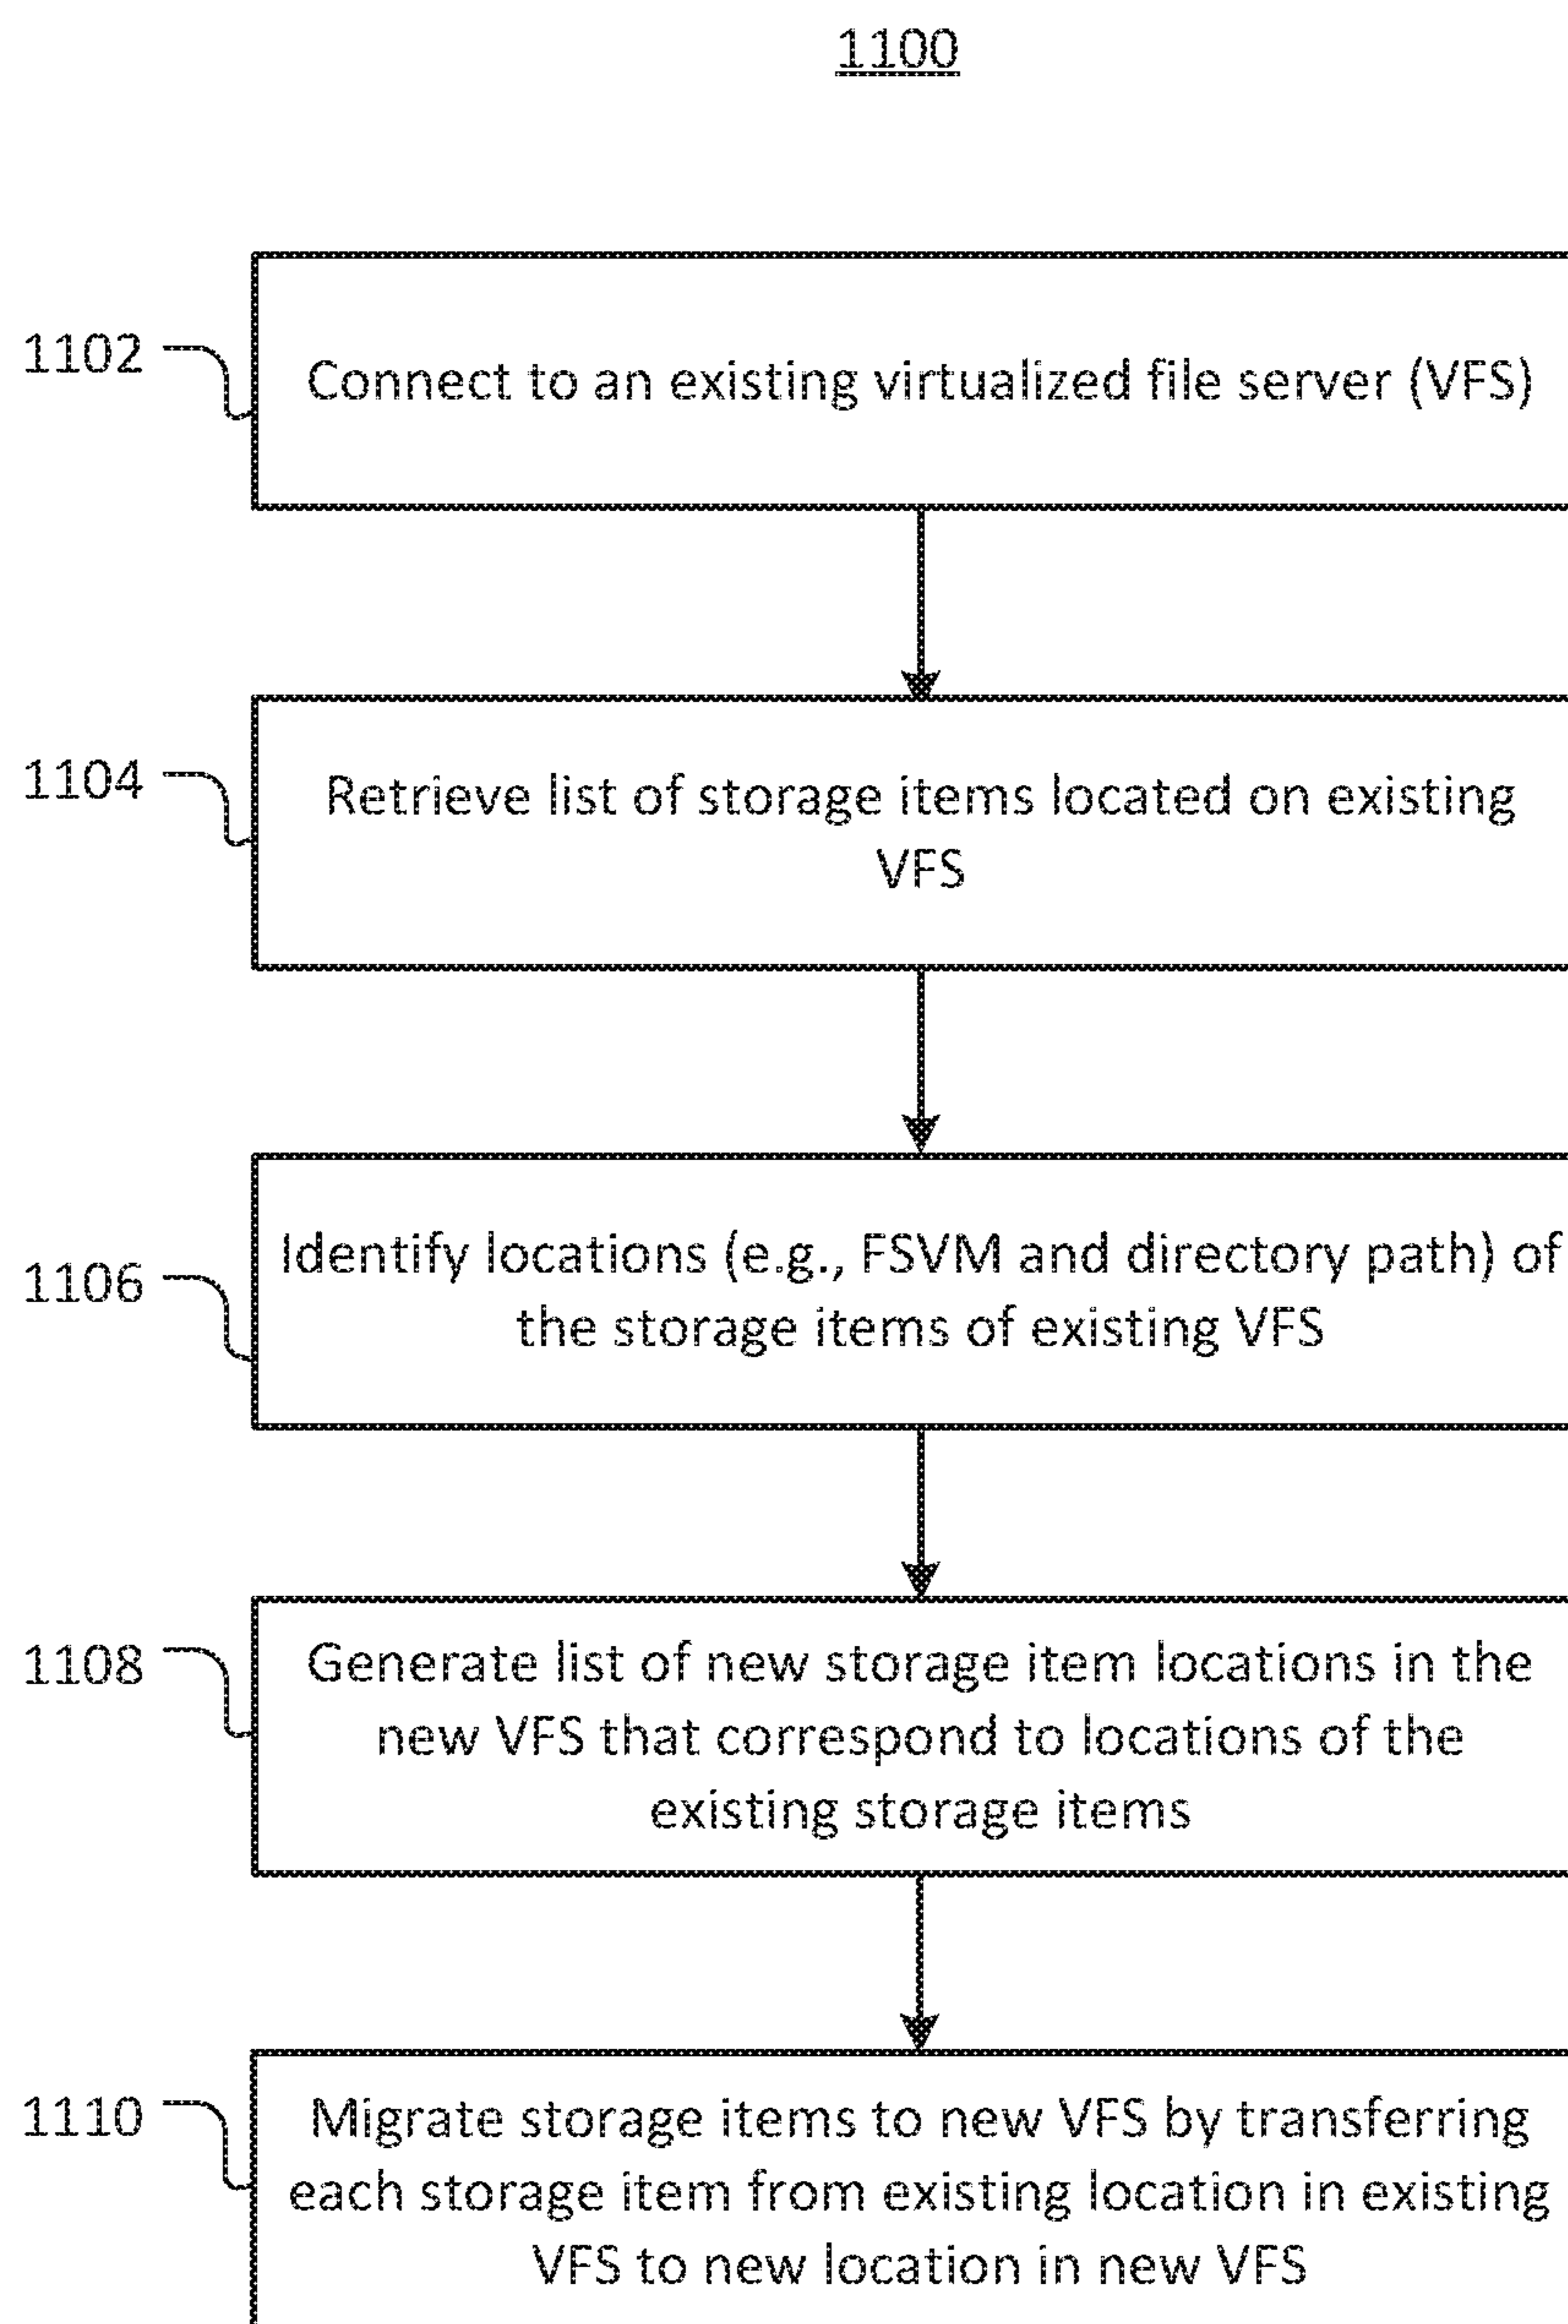 1100
1102
Connect to an existing virtualized file server (VFS)
1104
Retrieve list of storage items located on existing
VFS
1106
Identify locations (e.g., FSVM and directory path) of
the storage items of existing VFS
1108
Generate list of new storage item locations in the
new VFS that correspond to locations of the
existing storage items
1110
Migrate storage items to new VFS by transferring
each storage item from existing location in existing
VFS to new location in new VFS